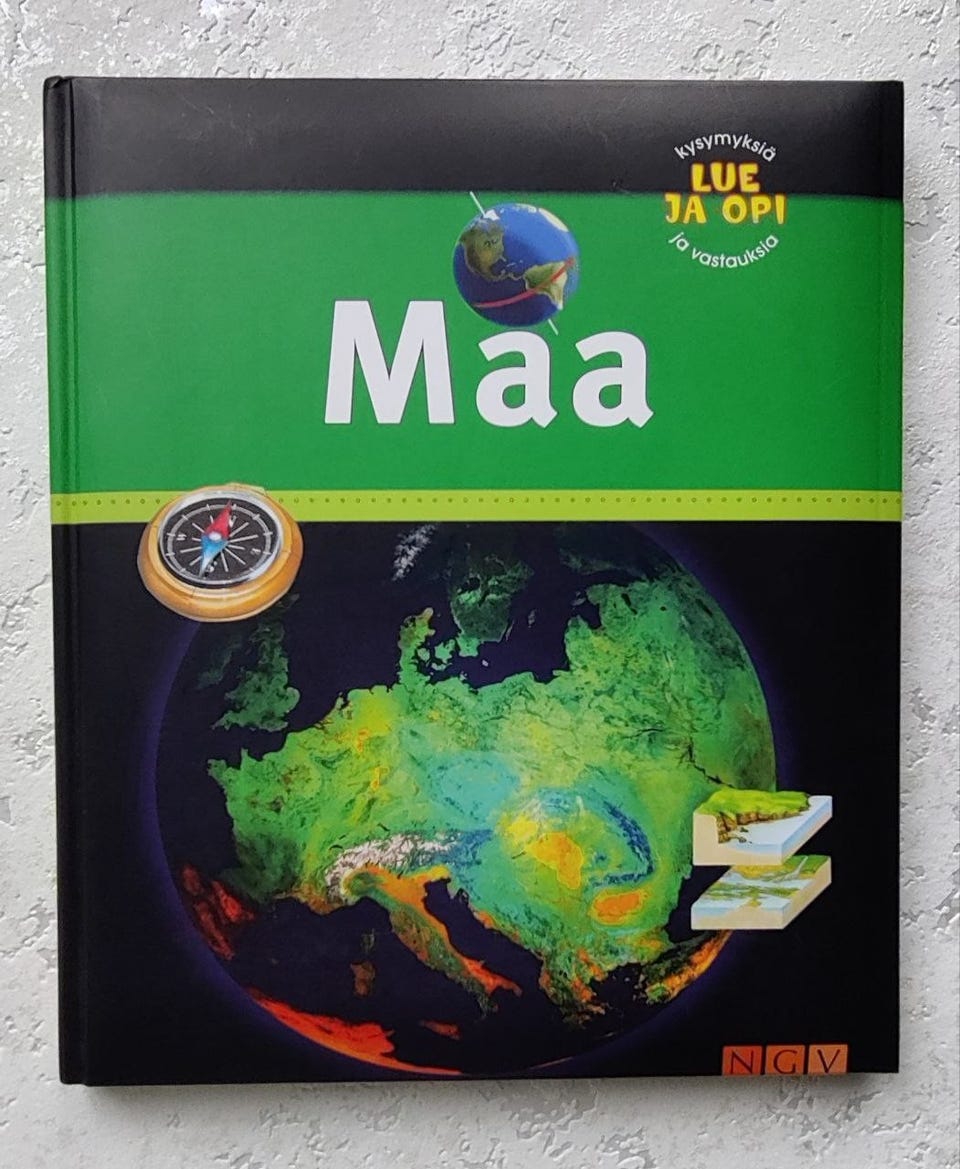 kysymyksiä
LUE
JA OPI
ja vastauksia
Maa
NGV